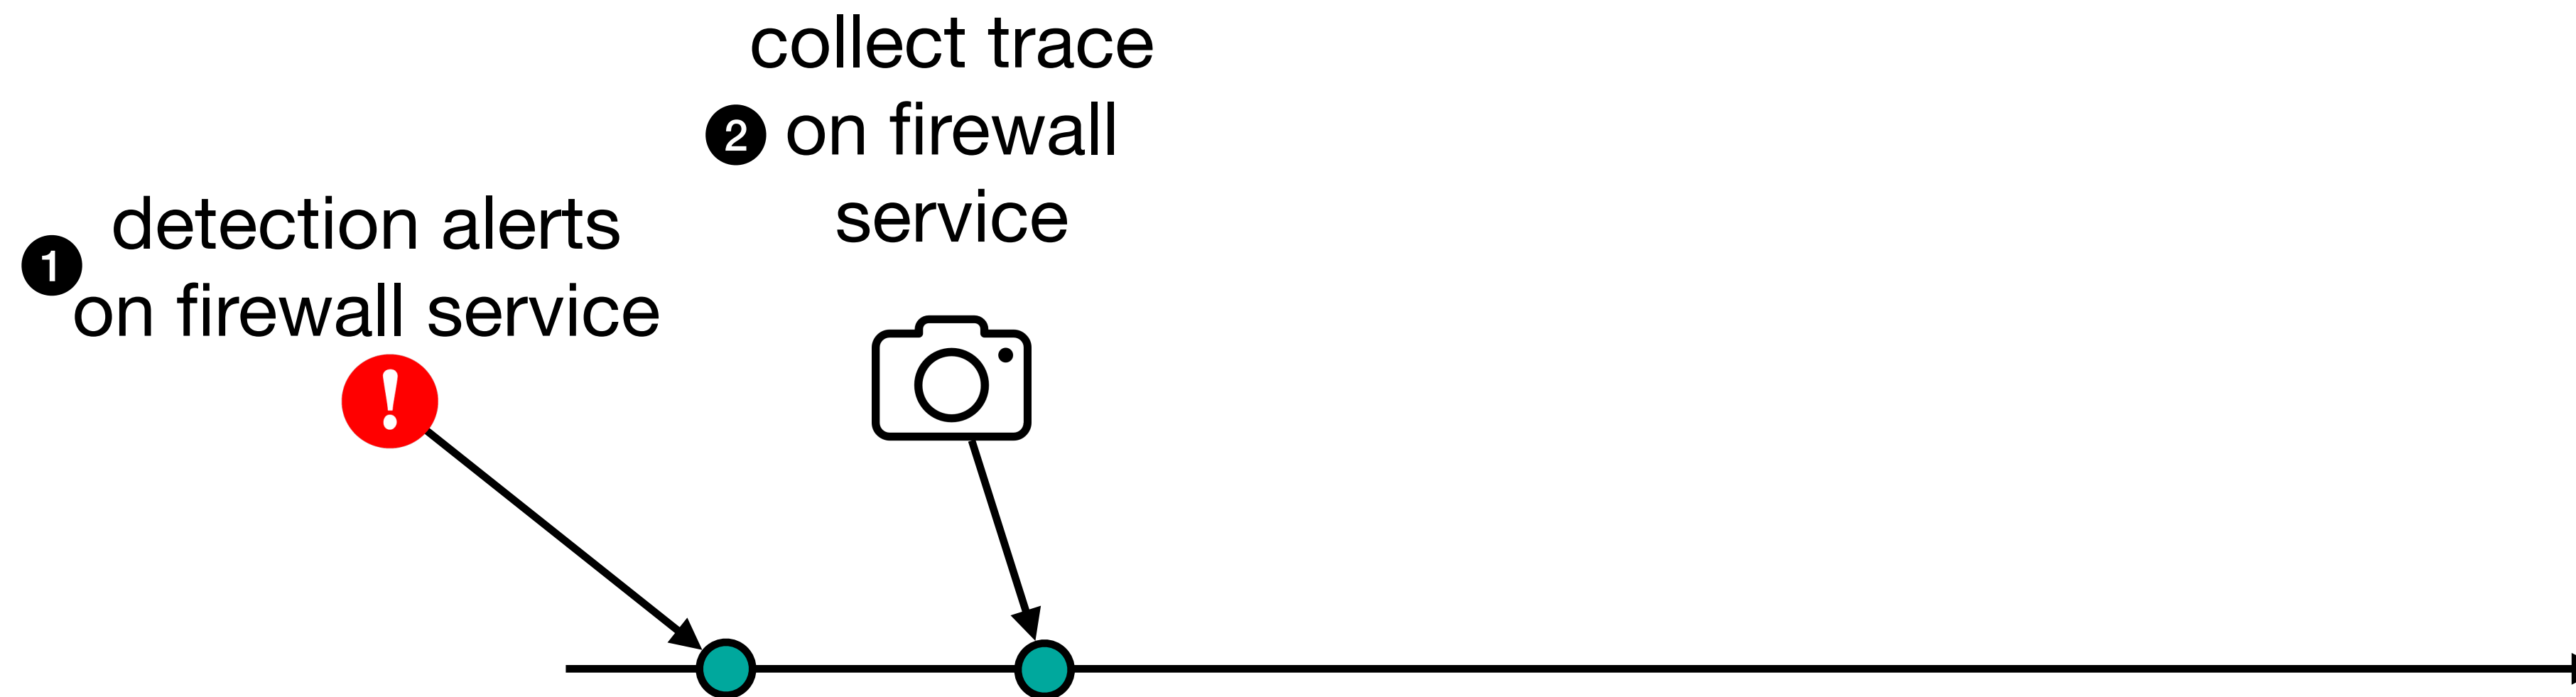 1 detection alerts
on firewall service
!
collect trace
2 on firewall
service